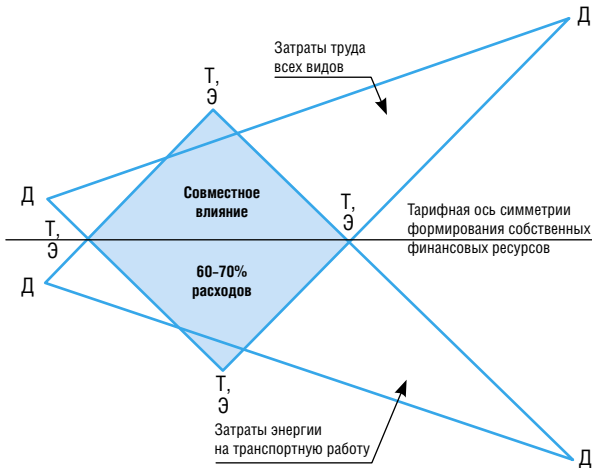 Д
Затраты труда
всех видов
Т,
Э
Д
Совместное
влияние
Т,
Э
Тарифная ось симметрии
формирования собственных
финансовых ресурсов
Т,
Э
60–70%
расходов
Д
Т,
Э
Затраты энергии
на транспортную работу
Д